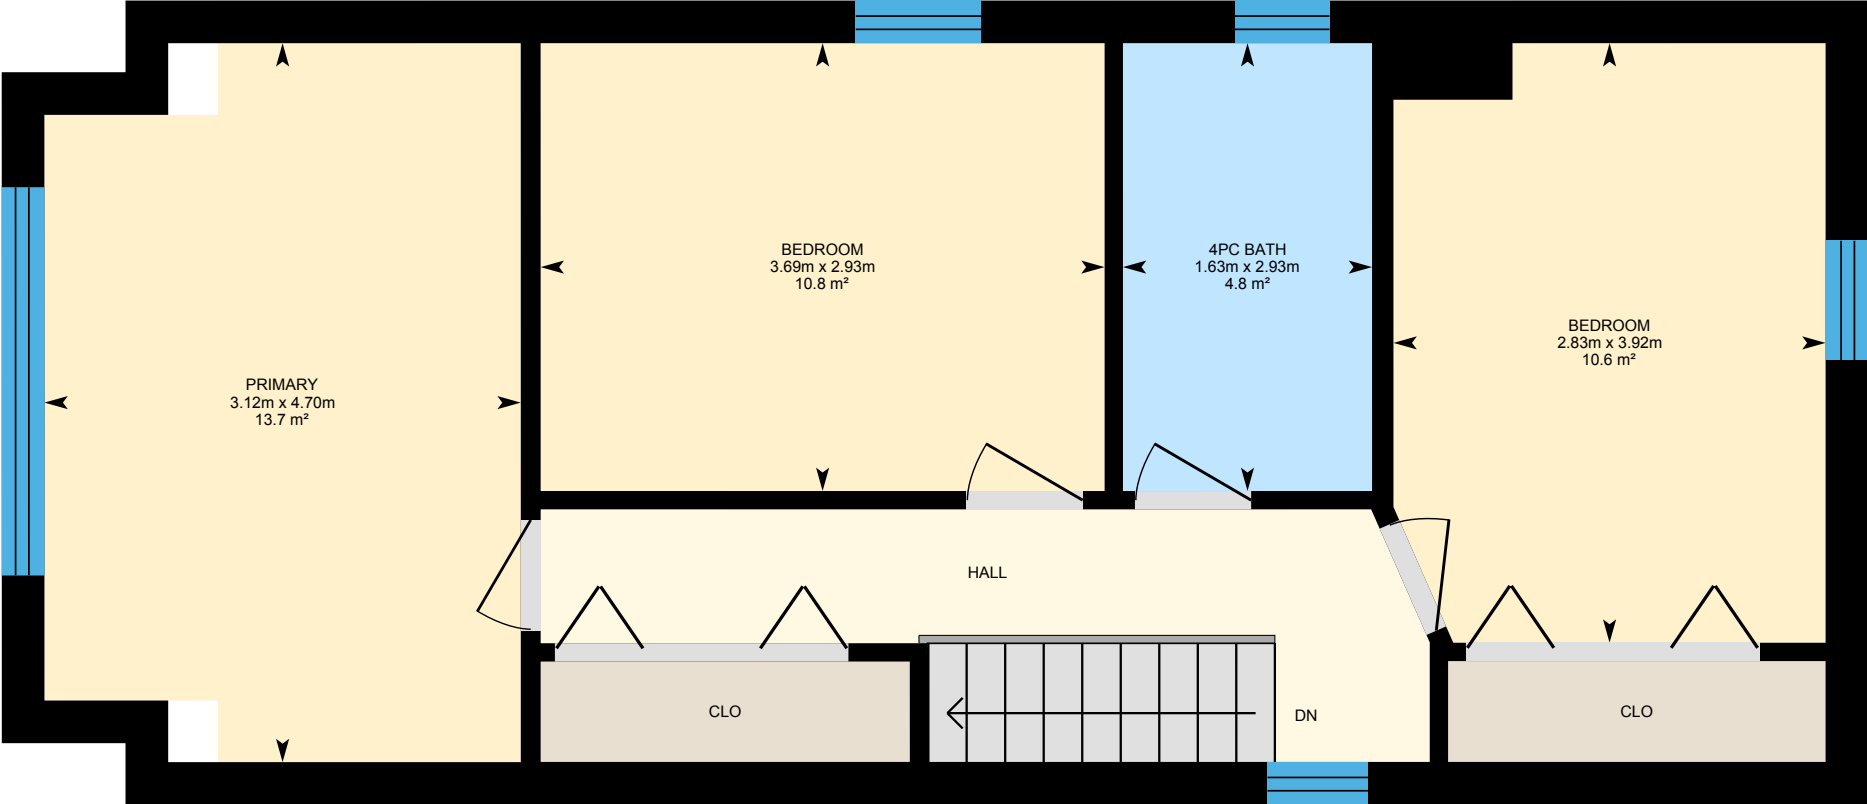 PRIMARY
3.12m x 4.70m
13.7 m²
BEDROOM
3.69m x 2.93m
10.8 m²
4PC BATH
1.63m x 2.93m
4.8 m²
BEDROOM
2.83m x 3.92m
10.6 m²
HALL
CLO
DN
CLO